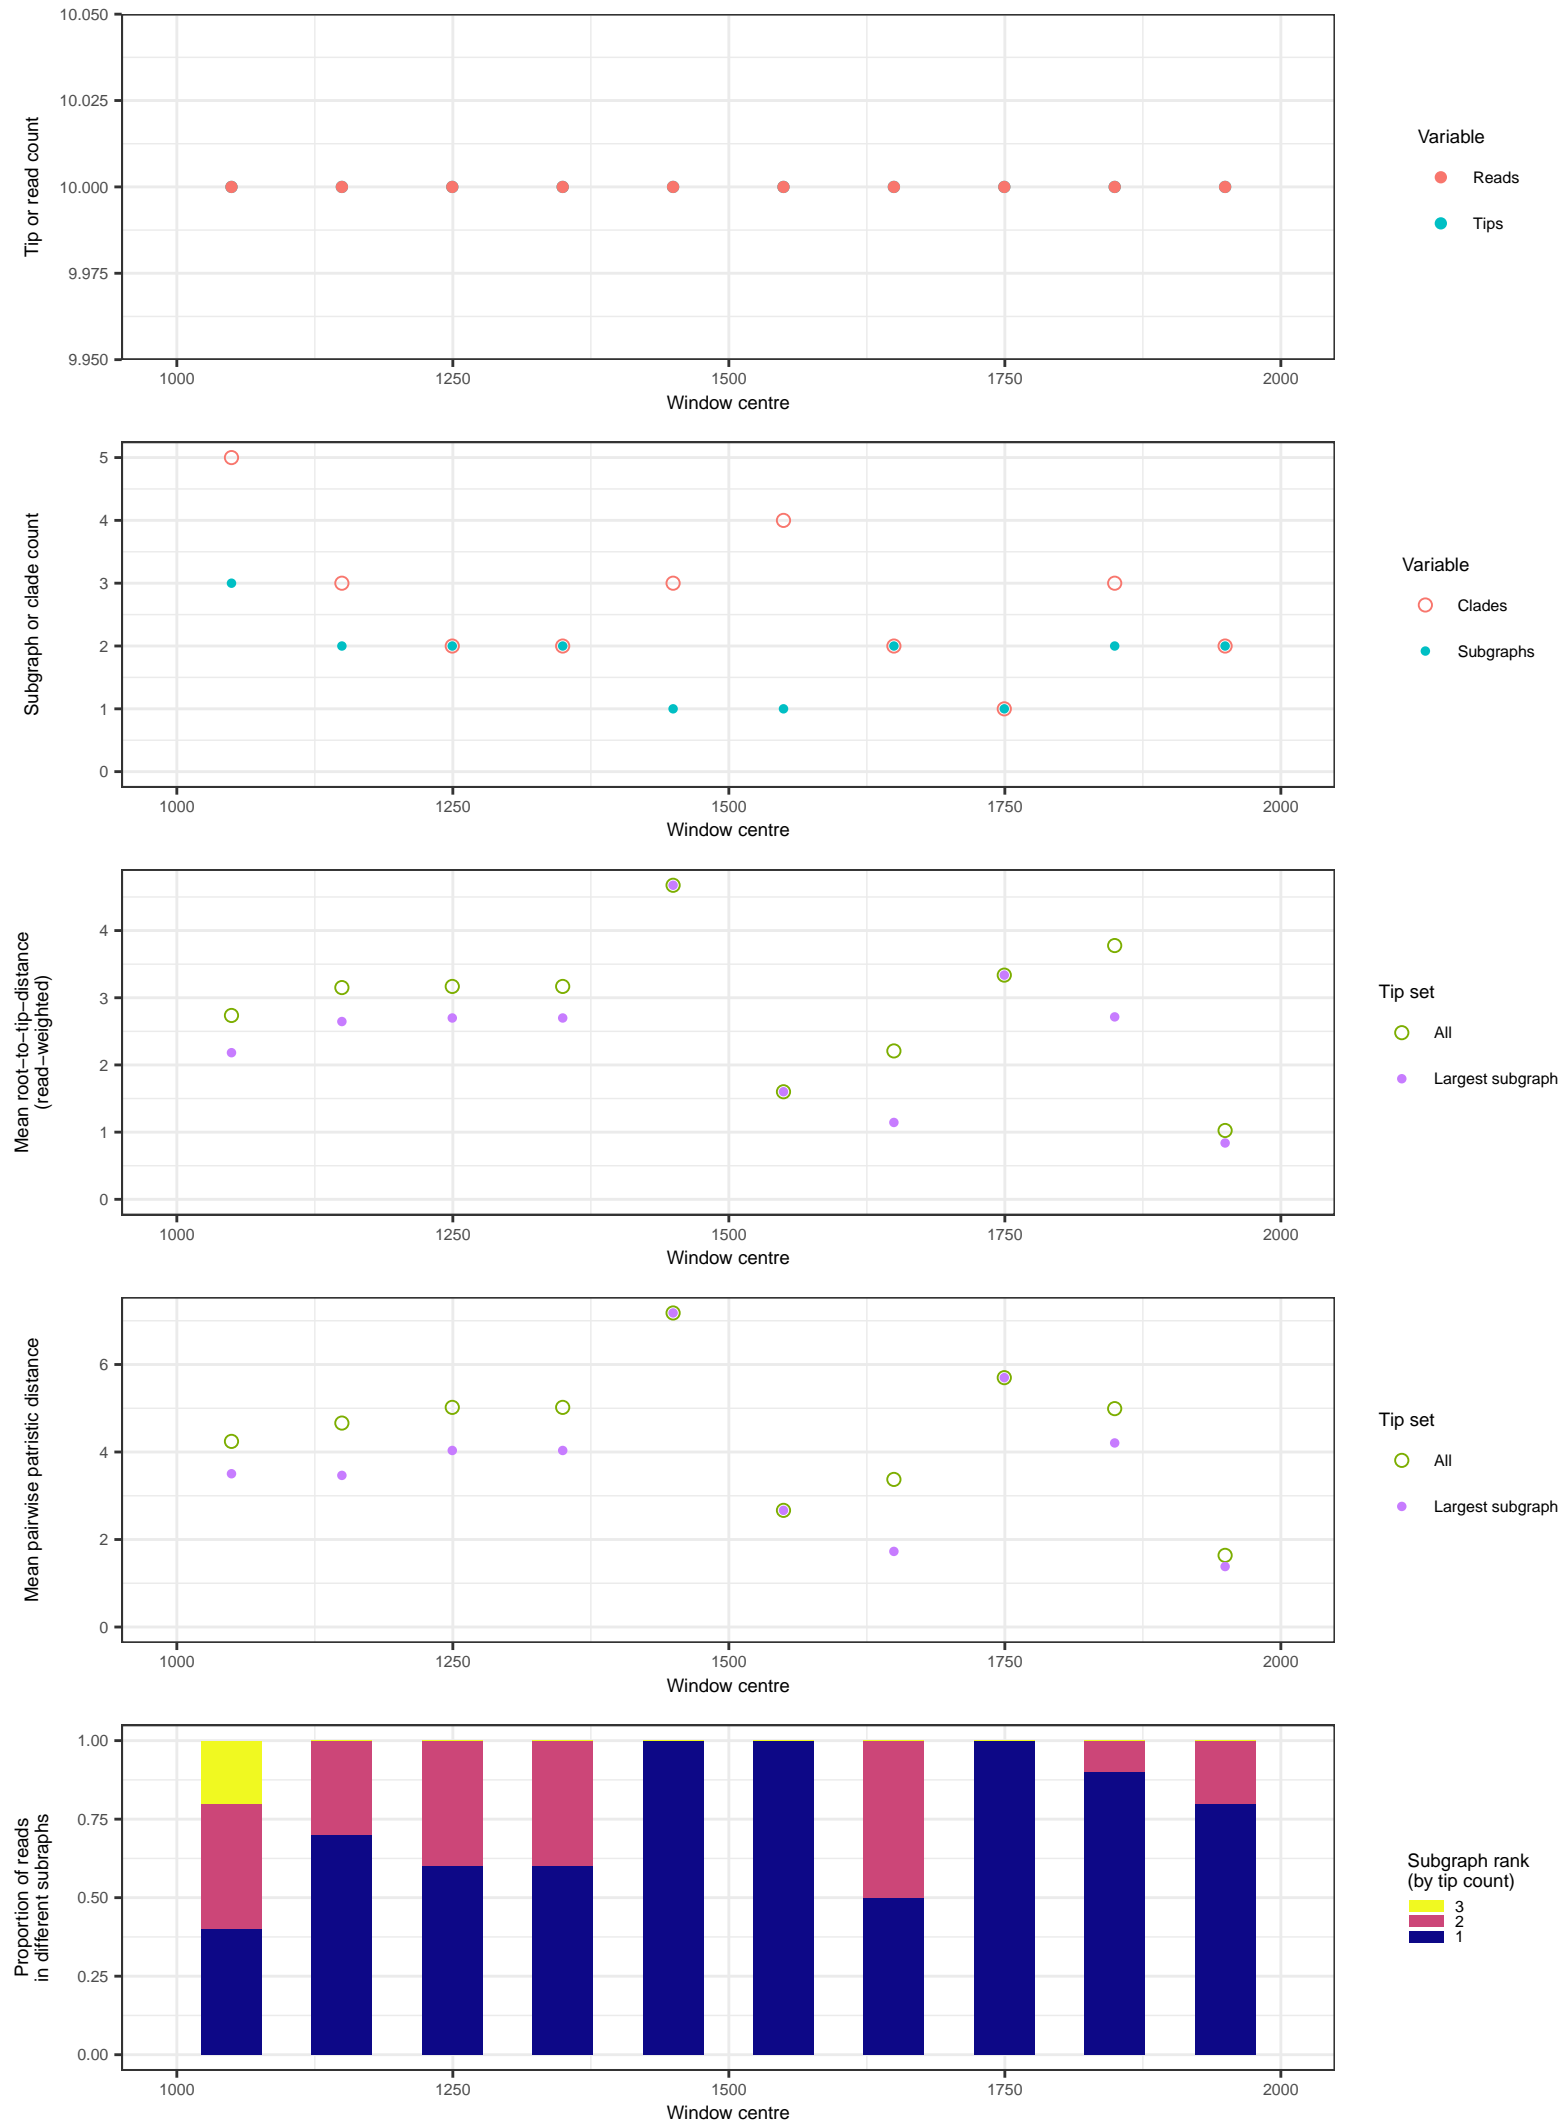 10.050
10.025
10.000
9.975
9.950
Tip or read count
1000 1250 1500 1750 2000
Window centre
Variable
Reads
Tips
5
4
3
2
1
0
Subgraph or clade count
1000 1250 1500 1750 2000
Window centre
Variable
Clades
Subgraphs
4
3
2
1
0
Mean root−to−tip−distance
(read−weighted)
1000 1250 1500 1750 2000
Window centre
Tip set
All
Largest subgraph
6
4
2
0
Mean pairwise patristic distance
1000 1250 1500 1750 2000
Window centre
Tip set
All
Largest subgraph
1.00
0.75
0.50
0.25
0.00
Proportion of reads
in different subraphs
1000 1250 1500 1750 2000
Window centre
Subgraph rank
(by tip count)
3
2
1